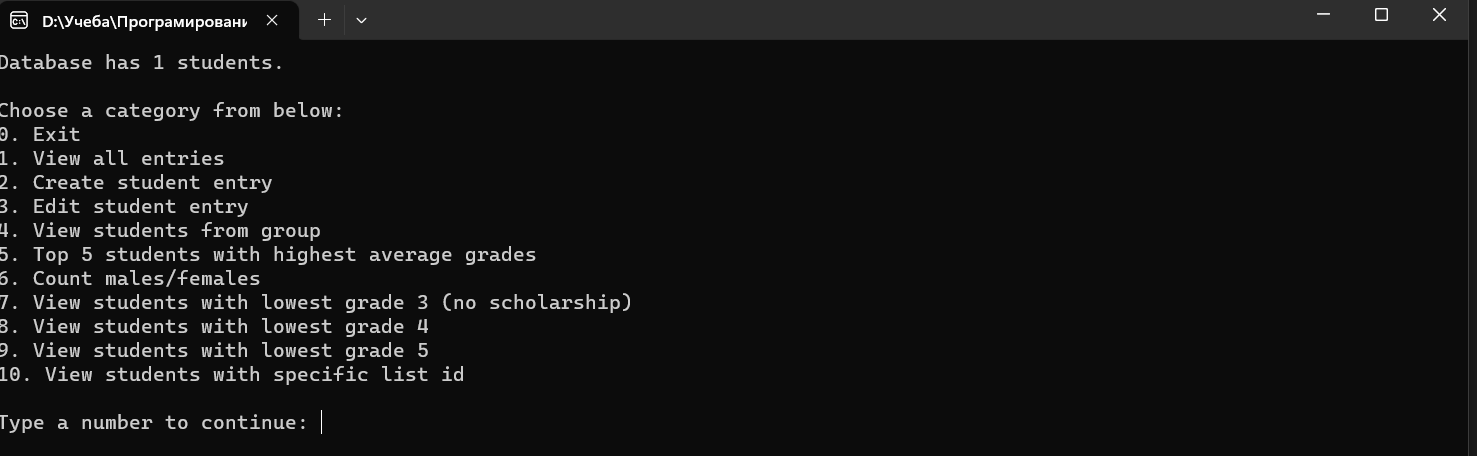 D:\Учеба\Програмировани
Database has 1 students.
Choose a category from below:
0. Exit
1. View all entries
2. Create student entry
3. Edit student entry
4. View students from group
5. Top 5 students with highest average grades
6. Count males/females
7. View students with lowest grade 3 (no scholarship)
8. View students with lowest grade 4
9. View students with lowest grade 5
10. View students with specific list id
Type a number to continue: